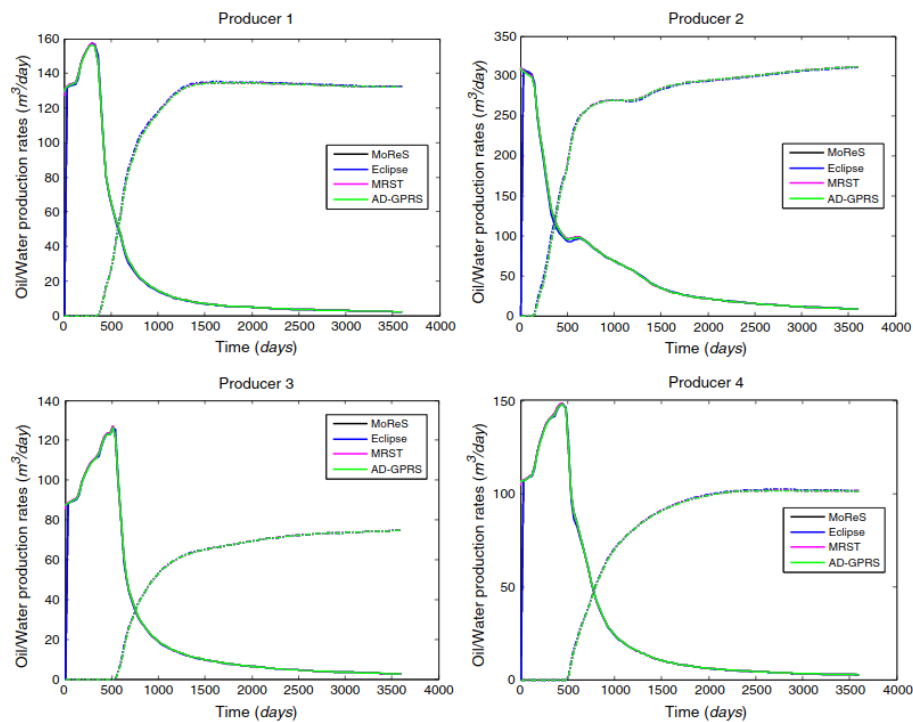 Producer 1
Oil/Water production rates (m³/day)
160
140
120
100
80
60
40
20
0
MoReS
Eclipse
MRST
AD-GPRS
0 500 1000 1500 2000 2500 3000 3500 4000
Time (days)
Producer 2
Oil/Water production rates (m³/day)
350
300
250
200
150
100
50
0
MoReS
Eclipse
MRST
AD-GPRS
0 500 1000 1500 2000 2500 3000 3500 4000
Time (days)
Producer 3
Oil/Water production rates (m³/day)
140
120
100
80
60
40
20
0
MoReS
Eclipse
MRST
AD-GPRS
0 500 1000 1500 2000 2500 3000 3500 4000
Time (days)
Producer 4
Oil/Water production rates (m³/day)
150
100
50
0
MoReS
Eclipse
MRST
AD-GPRS
0 500 1000 1500 2000 2500 3000 3500 4000
Time (days)